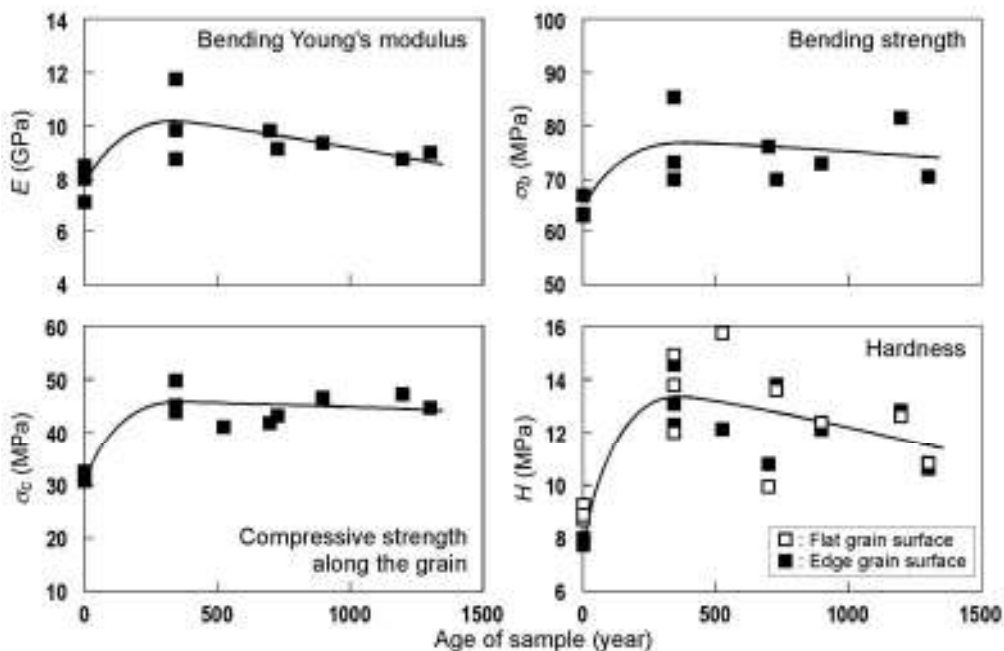 14
12
10
8
6
4
E (GPa)
Bending Young's modulus
100
90
80
70
60
50
σb (MPa)
Bending strength
60
50
40
30
20
10
σc (MPa)
Compressive strength
along the grain
0
500
1000
1500
16
14
12
10
8
6
H (MPa)
Hardness
□ : Flat grain surface
■ : Edge grain surface
0
500
1000
1500
Age of sample (year)